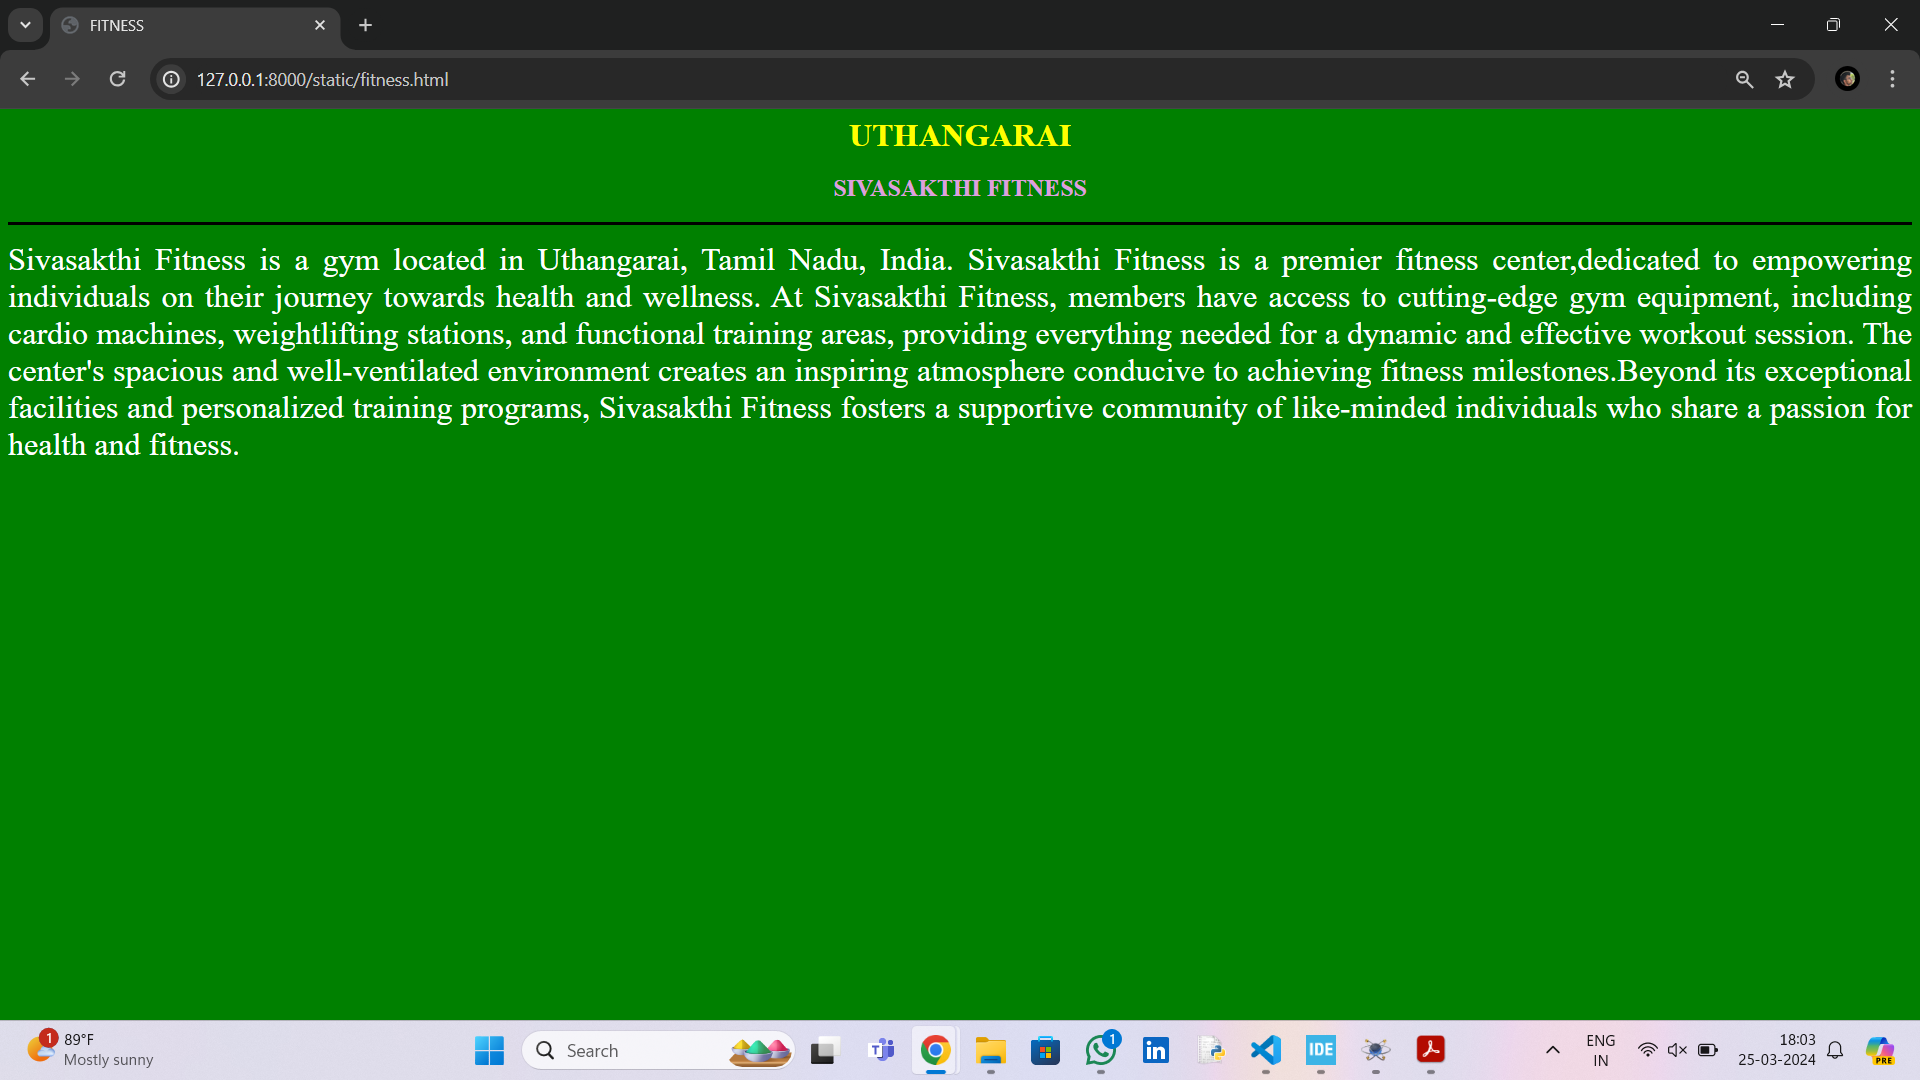 FITNESS
127.0.0.1:8000/static/fitness.html
UTHANGARAI
SIVASAKTHI FITNESS
Sivasakthi Fitness is a gym located in Uthangarai, Tamil Nadu, India. Sivasakthi Fitness is a premier fitness center,dedicated to empowering
individuals on their journey towards health and wellness. At Sivasakthi Fitness, members have access to cutting-edge gym equipment, including
cardio machines, weightlifting stations, and functional training areas, providing everything needed for a dynamic and effective workout session. The
center's spacious and well-ventilated environment creates an inspiring atmosphere conducive to achieving fitness milestones.Beyond its exceptional
facilities and personalized training programs, Sivasakthi Fitness fosters a supportive community of like-minded individuals who share a passion for
health and fitness.
1
89°F
Mostly sunny
Search
T
1
in
IDE
ENG
IN
18:03
25-03-2024
PRE